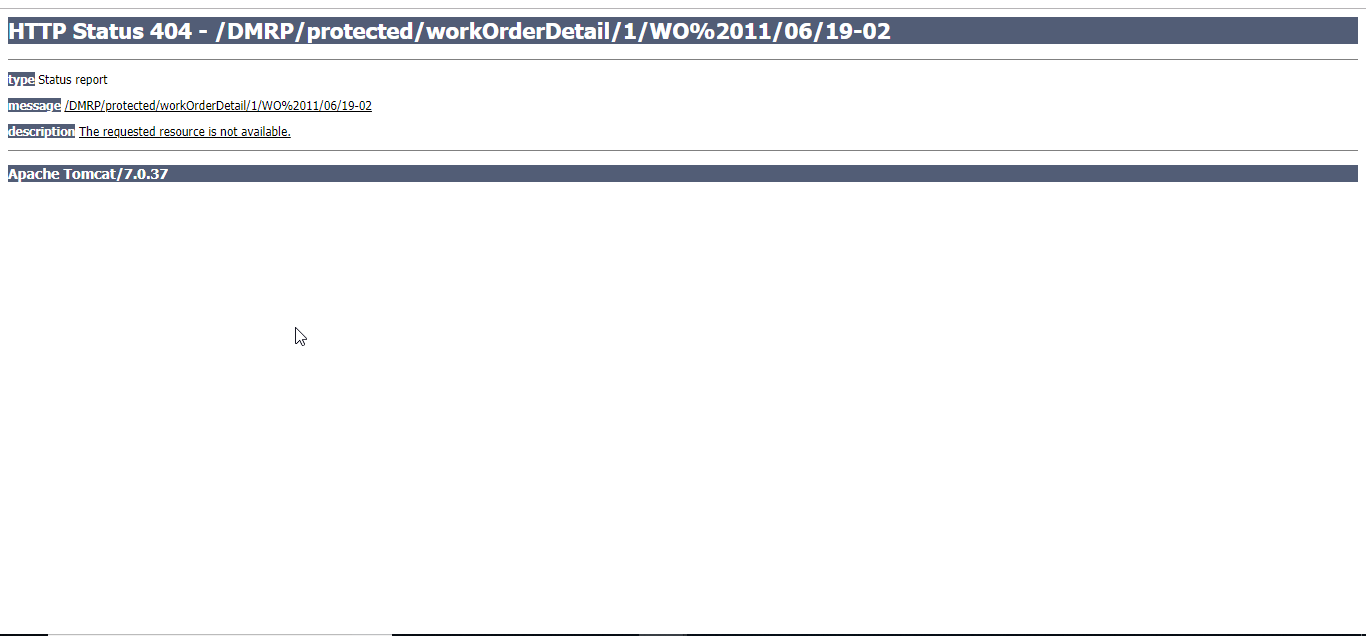 HTTP Status 404 - /DMRP/protected/workOrderDetail/1/WO%2011/06/19-02
type Status report
message /DMRP/protected/workOrderDetail/1/WO%2011/06/19-02
description The requested resource is not available.
Apache Tomcat/7.0.37